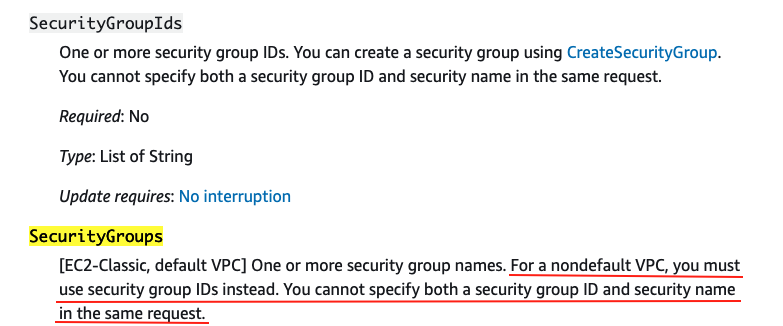 SecurityGroupIds
One or more security group IDs. You can create a security group using CreateSecurityGroup.
You cannot specify both a security group ID and security name in the same request.
Required: No
Type: List of String
Update requires: No interruption
SecurityGroups
[EC2-Classic, default VPC] One or more security group names. For a nondefault VPC, you must
use security group IDs instead. You cannot specify both a security group ID and security name
in the same request.